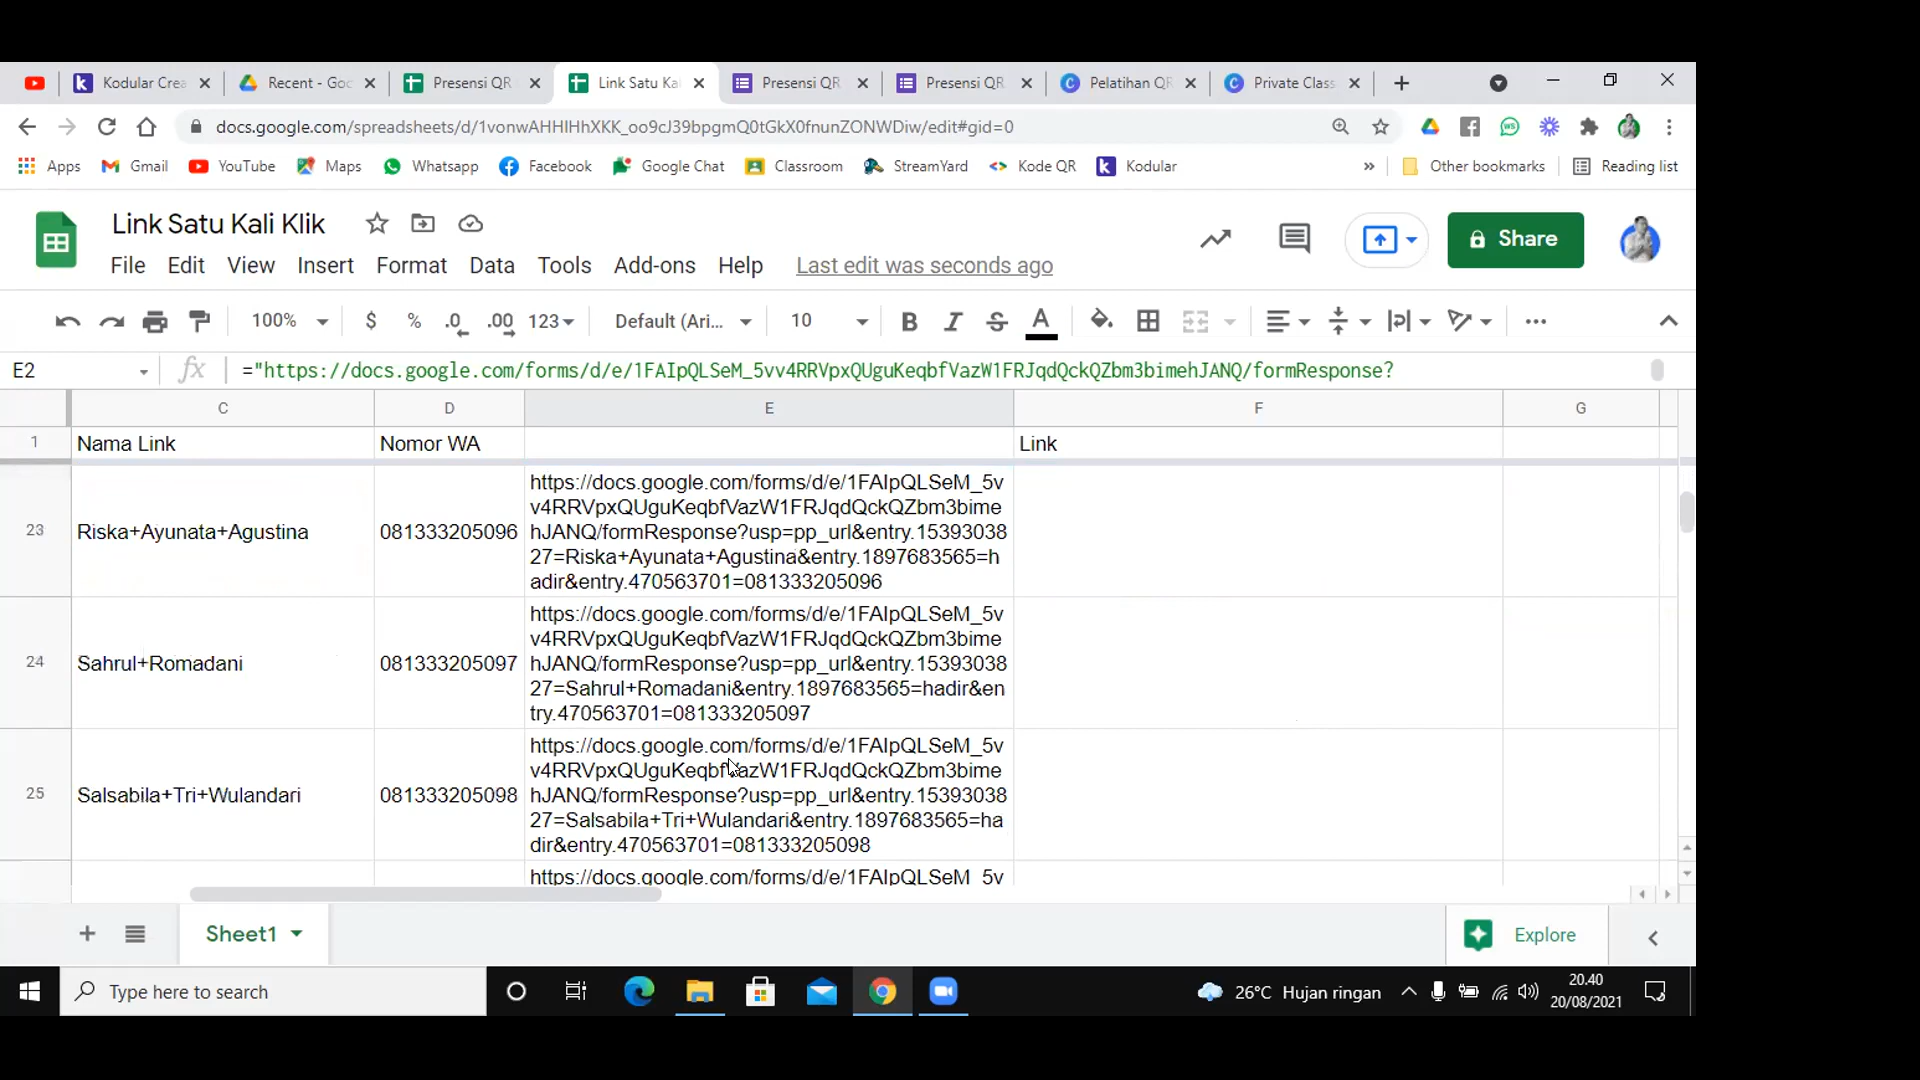 Kodular Crea
Recent - Goo
Presensi QR
Link Satu Ka
Presensi QR
Presensi QR
Pelatihan QR
Private Class
docs.google.com/spreadsheets/d/1vonwAHHIHhXKK_oo9cJ39bpgmQ0tGkX0fnunZONWDiw/edit#gid=0
Apps Gmail YouTube Maps Whatsapp Facebook Google Chat Classroom StreamYard Kode QR Kodular » Other bookmarks Reading list
Link Satu Kali Klik
Share
File Edit View Insert Format Data Tools Add-ons Help Last edit was seconds ago
100% $ % .0 .00 123 Default (Ari... 10 B I S A
E2 fx ="https://docs.google.com/forms/d/e/1FAIpQLSeM_5vv4RRVpxQUguKeqbfVazW1FRJqdQckQZbm3bimehJANQ/formResponse?
C D E F G
1 Nama Link Nomor WA Link
23 Riska+Ayunata+Agustina 081333205096
https://docs.google.com/forms/d/e/1FAIpQLSeM_5v
v4RRVpxQUguKeqbfVazW1FRJqdQckQZbm3bime
hJANQ/formResponse?usp=pp_url&entry.15393038
27=Riska+Ayunata+Agustina&entry.1897683565=h
adir&entry.470563701=081333205096
24 Sahrul+Romadani 081333205097
https://docs.google.com/forms/d/e/1FAIpQLSeM_5v
v4RRVpxQUguKeqbfVazW1FRJqdQckQZbm3bime
hJANQ/formResponse?usp=pp_url&entry.15393038
27=Sahrul+Romadani&entry.1897683565=hadir&en
try.470563701=081333205097
25 Salsabila+Tri+Wulandari 081333205098
https://docs.google.com/forms/d/e/1FAIpQLSeM_5v
v4RRVpxQUguKeqbfVazW1FRJqdQckQZbm3bime
hJANQ/formResponse?usp=pp_url&entry.15393038
27=Salsabila+Tri+Wulandari&entry.1897683565=ha
dir&entry.470563701=081333205098
https://docs.google.com/forms/d/e/1FAIpQLSeM_5v
Sheet1
Explore
Type here to search
26°C Hujan ringan
20.40
20/08/2021